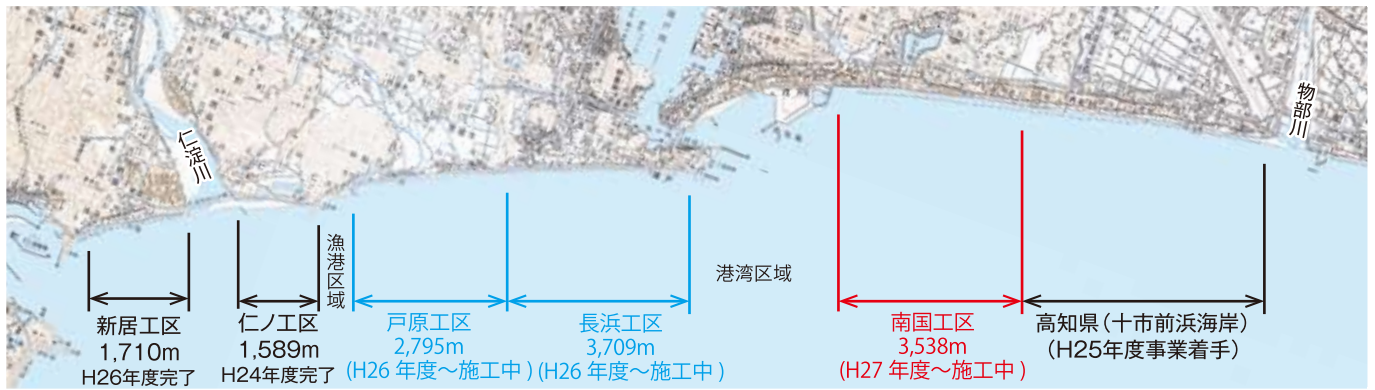 仁淀川
物部川
漁港区域
港湾区域
新居工区
1,710m
H26年度完了
仁ノ工区
1,589m
H24年度完了
戸原工区
2,795m
(H26 年度～施工中 )
長浜工区
3,709m
(H26 年度～施工中 )
南国工区
3,538m
(H27 年度～施工中 )
高知県（十市前浜海岸）
（H25年度事業着手）